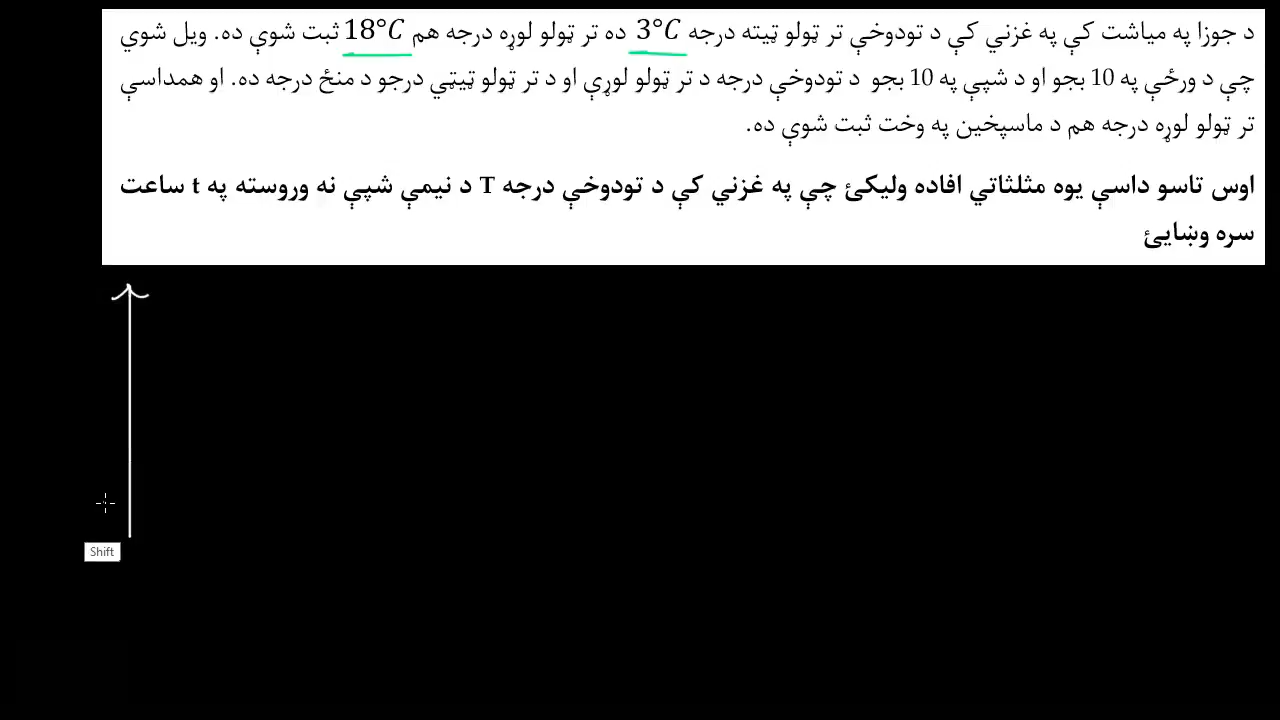 د جوزا په میاشت کې په غزني کې د تودوخې تر ټولو ټیټه درجه 3°C ده تر ټولو لوړه درجه هم 18°C ثبت شوې ده. ویل شوي
چې د ورځې په 10 بجو او د شپې په 10 بجو د تودوخې درجه د تر ټولو لوړې او د تر ټولو ټیټې درجو د منځ درجه ده. او همداسې
تر ټولو لوړه درجه هم د ماسپخین په وخت ثبت شوې ده.
اوس تاسو داسې یوه مثلثاتي افاده ولیکئ چې په غزني کې د تودوخې درجه T د نیمې شپې نه وروسته په t ساعت
سره وښایئ
Shift